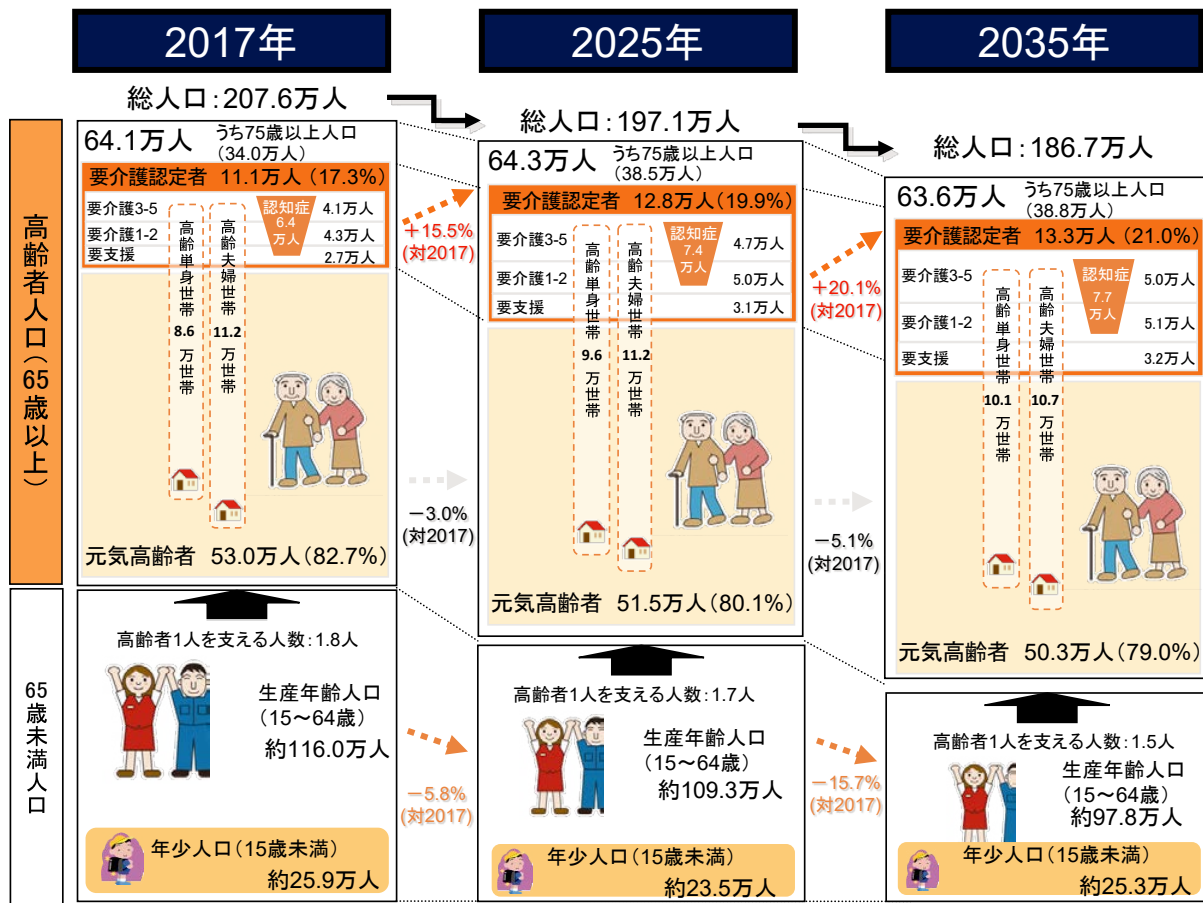 2017年
2025年
2035年
高齢者人口(65歳以上)
65歳未満人口
総人口：207.6万人
64.1万人
うち75歳以上人口
(34.0万人)
要介護認定者 11.1万人 (17.3%)
要介護3-5
4.1万人
要介護1-2
4.3万人
要支援
2.7万人
認知症
6.4
万人
高齢単身世帯
8.6
万世帯
高齢夫婦世帯
11.2
万世帯
元気高齢者 53.0万人(82.7%)
高齢者1人を支える人数：1.8人
生産年齢人口
(15～64歳)
約116.0万人
年少人口(15歳未満)
約25.9万人
＋15.5%
(対2017)
－3.0%
(対2017)
－5.8%
(対2017)
総人口：197.1万人
64.3万人
うち75歳以上人口
(38.5万人)
要介護認定者 12.8万人(19.9%)
要介護3-5
4.7万人
要介護1-2
5.0万人
要支援
3.1万人
認知症
7.4
万人
高齢単身世帯
9.6
万世帯
高齢夫婦世帯
11.2
万世帯
元気高齢者 51.5万人(80.1%)
高齢者1人を支える人数：1.7人
生産年齢人口
(15～64歳)
約109.3万人
年少人口(15歳未満)
約23.5万人
＋20.1%
(対2017)
－5.1%
(対2017)
－15.7%
(対2017)
総人口：186.7万人
63.6万人
うち75歳以上人口
(38.8万人)
要介護認定者 13.3万人(21.0%)
要介護3-5
5.0万人
要介護1-2
5.1万人
要支援
3.2万人
認知症
7.7
万人
高齢単身世帯
10.1
万世帯
高齢夫婦世帯
10.7
万世帯
元気高齢者 50.3万人(79.0%)
高齢者1人を支える人数：1.5人
生産年齢人口
(15～64歳)
約97.8万人
年少人口(15歳未満)
約25.3万人